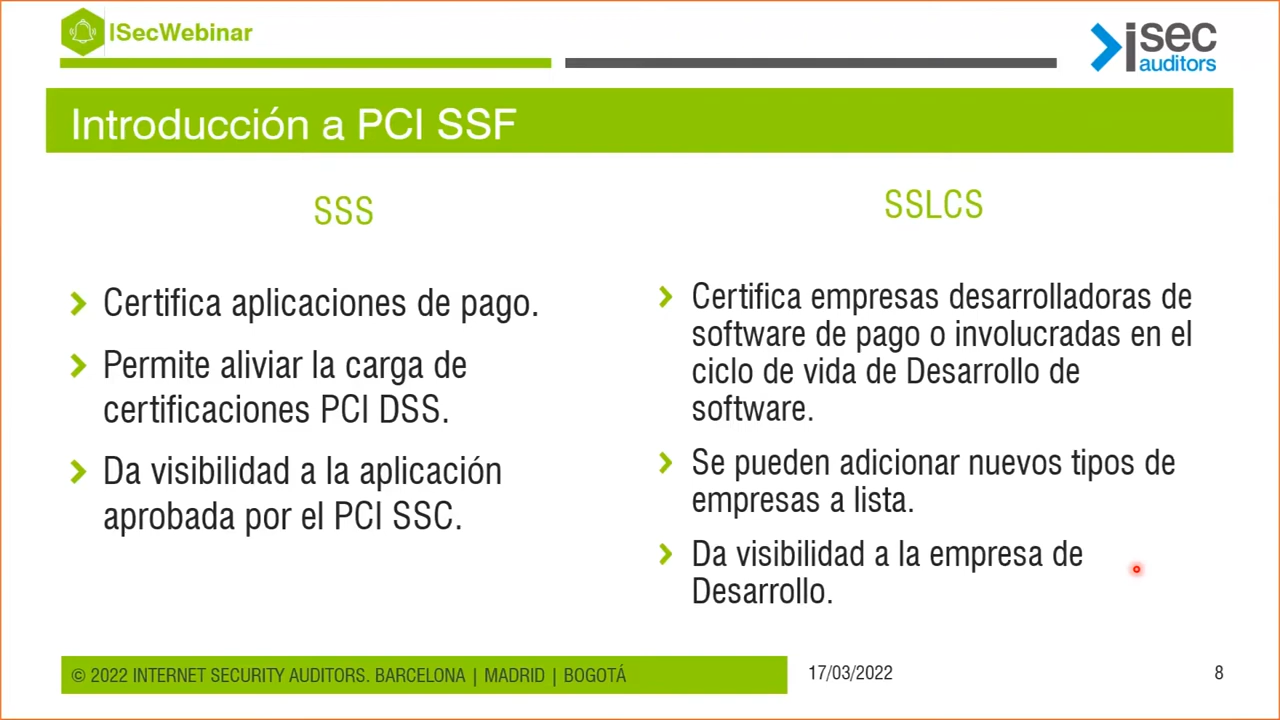 ISecWebinar
isec
auditors
Introducción a PCI SSF
SSS
Certifica aplicaciones de pago.
Permite aliviar la carga de
certificaciones PCI DSS.
Da visibilidad a la aplicación
aprobada por el PCI SSC.
SSLCS
Certifica empresas desarrolladoras de
software de pago o involucradas en el
ciclo de vida de Desarrollo de
software.
Se pueden adicionar nuevos tipos de
empresas a lista.
Da visibilidad a la empresa de
Desarrollo.
© 2022 INTERNET SECURITY AUDITORS. BARCELONA | MADRID | BOGOTÁ
17/03/2022
8